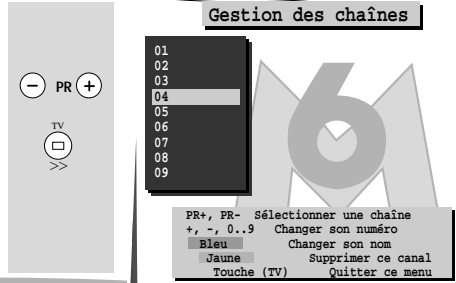 Gestion des chaînes
01
02
03
04
05
06
07
08
09
PR
TV
>>
6
PR+, PR- Sélectionner une chaîne
+, -, 0..9 Changer son numéro
Bleu Changer son nom
Jaune Supprimer ce canal
Touche (TV) Quitter ce menu